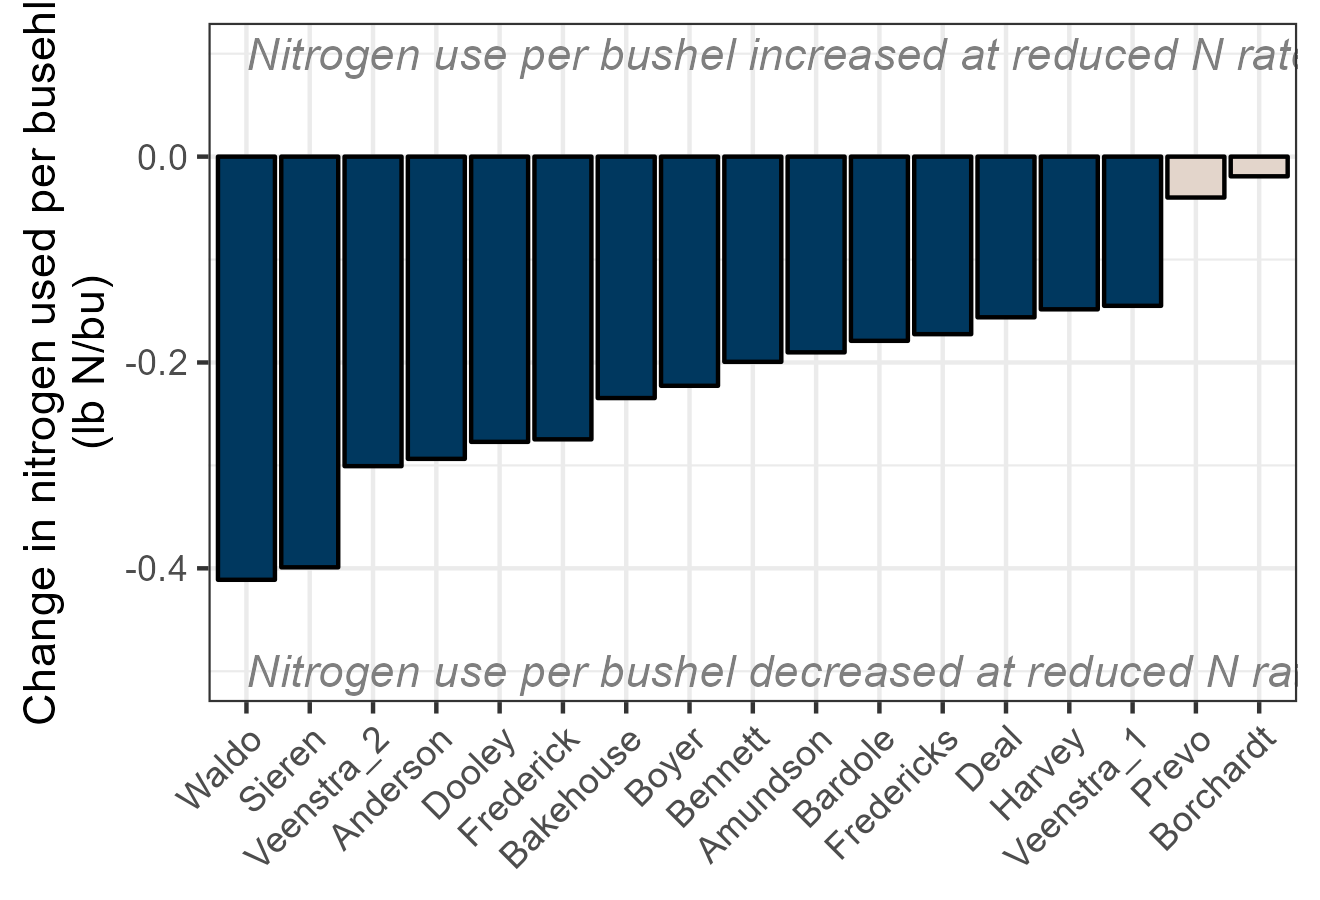 Change in nitrogen used per busehl
(lb N/bu)
Nitrogen use per bushel increased at reduced N rate
0.0
-0.2
-0.4
Nitrogen use per bushel decreased at reduced N ra
Waldo
Sieren
Veenstra_2
Anderson
Dooley
Frederick
Bakehouse
Boyer
Bennett
Amundson
Bardole
Fredericks
Deal
Harvey
Veenstra_1
Prevo
Borchardt